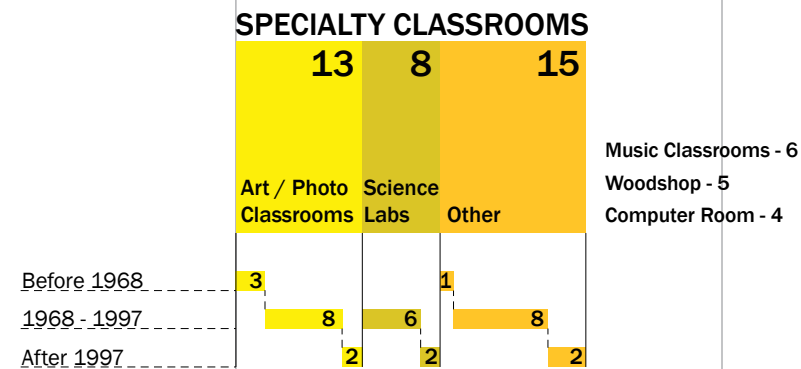 SPECIALTY CLASSROOMS
13 8 15
Music Classrooms - 6
Woodshop - 5
Computer Room - 4
Art / Photo Classrooms
Science Labs
Other
Before 1968 3 1
1968 - 1997 8 6 8
After 1997 2 2 2